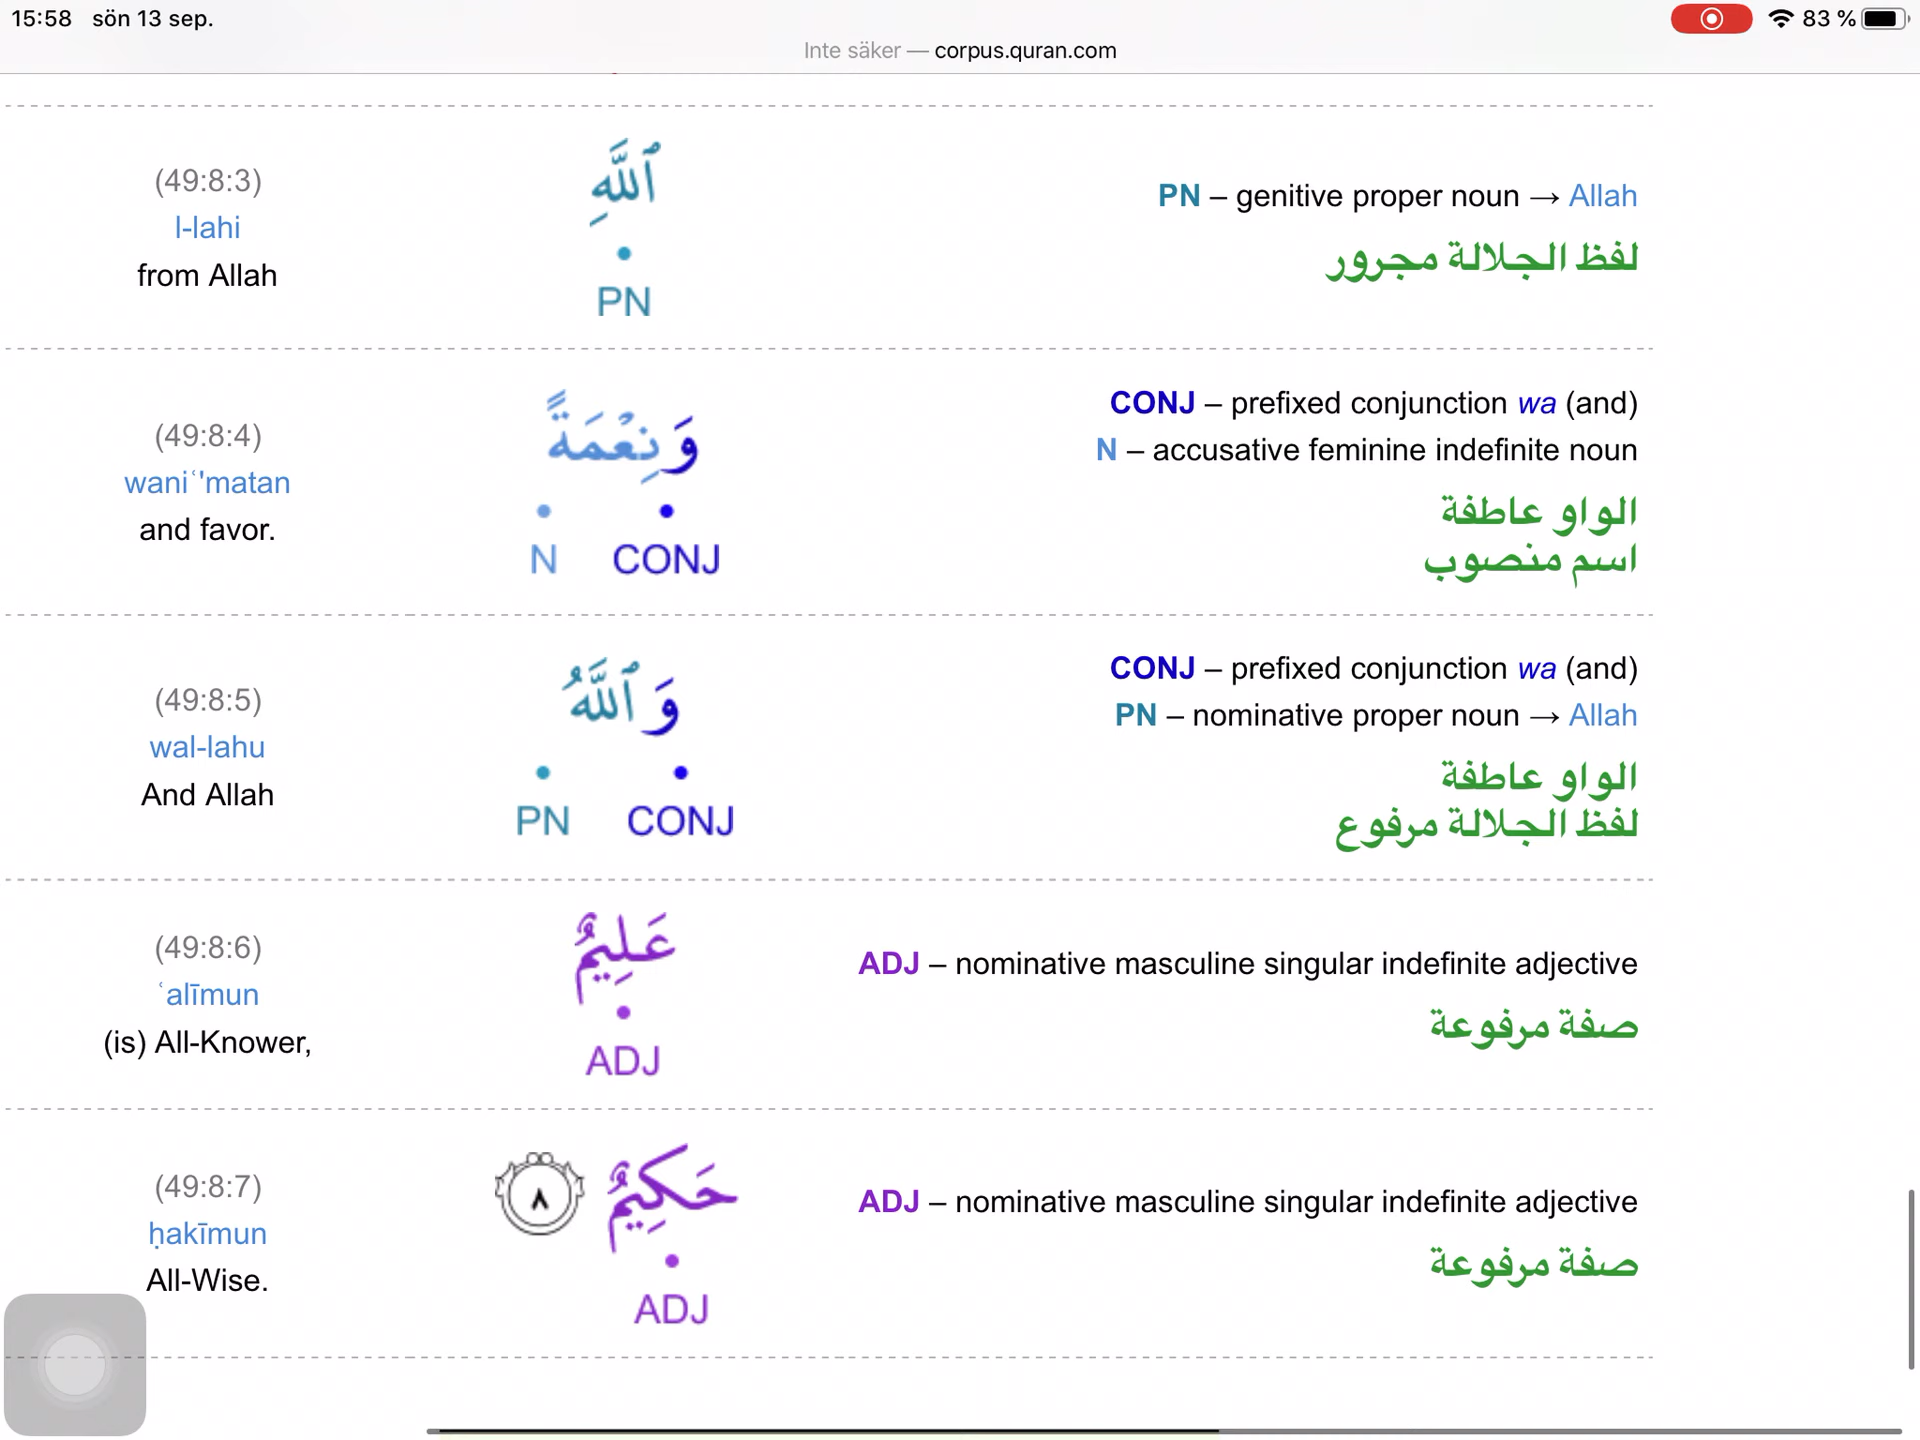 15:58 sön 13 sep.
83 %
Inte säker — corpus.quran.com
(49:8:3)
l-lahi
from Allah
ٱللَّهِ
PN
PN – genitive proper noun → Allah
لفظ الجلالة مجرور
(49:8:4)
waniʿ'matan
and favor.
وَنِعْمَةً
N CONJ
CONJ – prefixed conjunction wa (and)
N – accusative feminine indefinite noun
الواو عاطفة
اسم منصوب
(49:8:5)
wal-lahu
And Allah
وَٱللَّهُ
PN CONJ
CONJ – prefixed conjunction wa (and)
PN – nominative proper noun → Allah
الواو عاطفة
لفظ الجلالة مرفوع
(49:8:6)
ʿalīmun
(is) All-Knower,
عَلِيمٌ
ADJ
ADJ – nominative masculine singular indefinite adjective
صفة مرفوعة
(49:8:7)
ḥakīmun
All-Wise.
حَكِيمٌ ٨
ADJ
ADJ – nominative masculine singular indefinite adjective
صفة مرفوعة